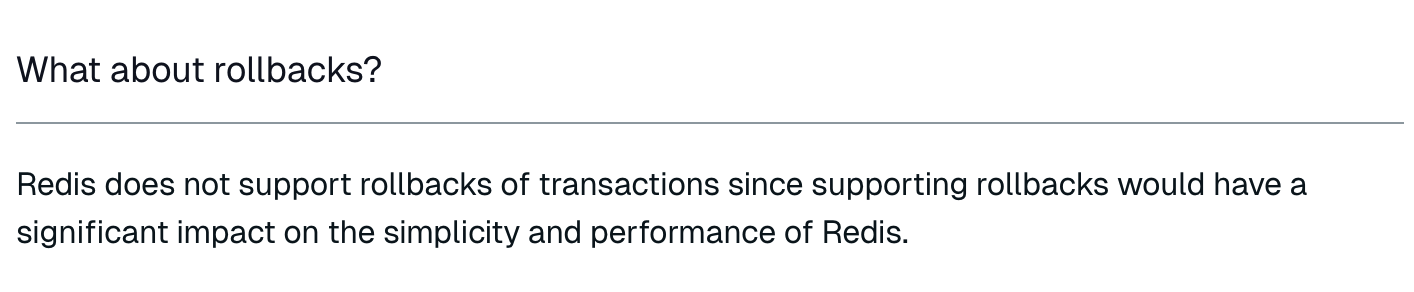 What about rollbacks?
Redis does not support rollbacks of transactions since supporting rollbacks would have a
significant impact on the simplicity and performance of Redis.